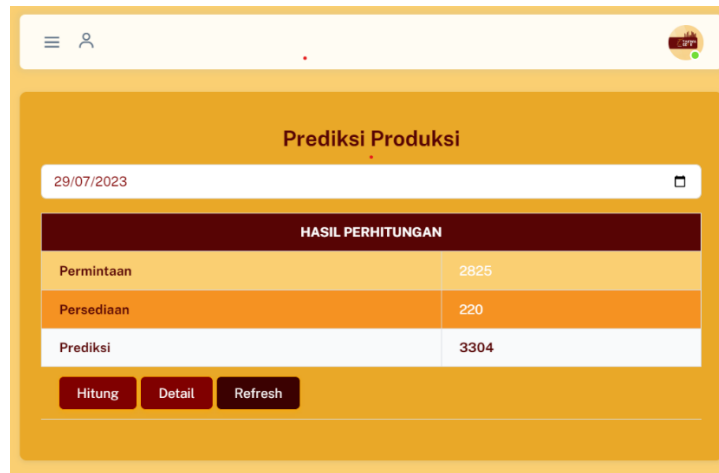 Prediksi Produksi
29/07/2023
HASIL PERHITUNGAN
Permintaan 2825
Persediaan 220
Prediksi 3304
Hitung Detail Refresh